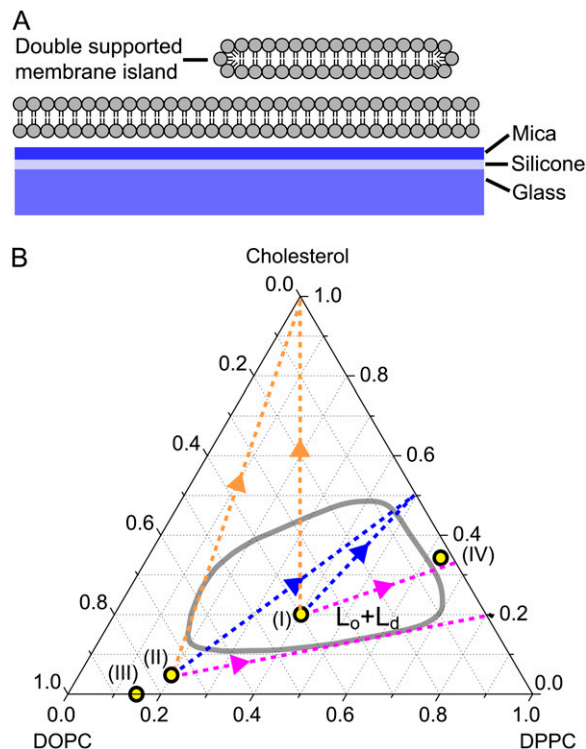 A
Double supported
membrane island
Mica
Silicone
Glass
B
Cholesterol
0.0
1.0
0.2
0.8
0.4
0.6
0.6
0.4
(IV)
(I)
Lo+Ld
0.8
0.2
(II)
(III)
1.0
0.0
0.0
0.2
0.4
0.6
0.8
1.0
DOPC
DPPC